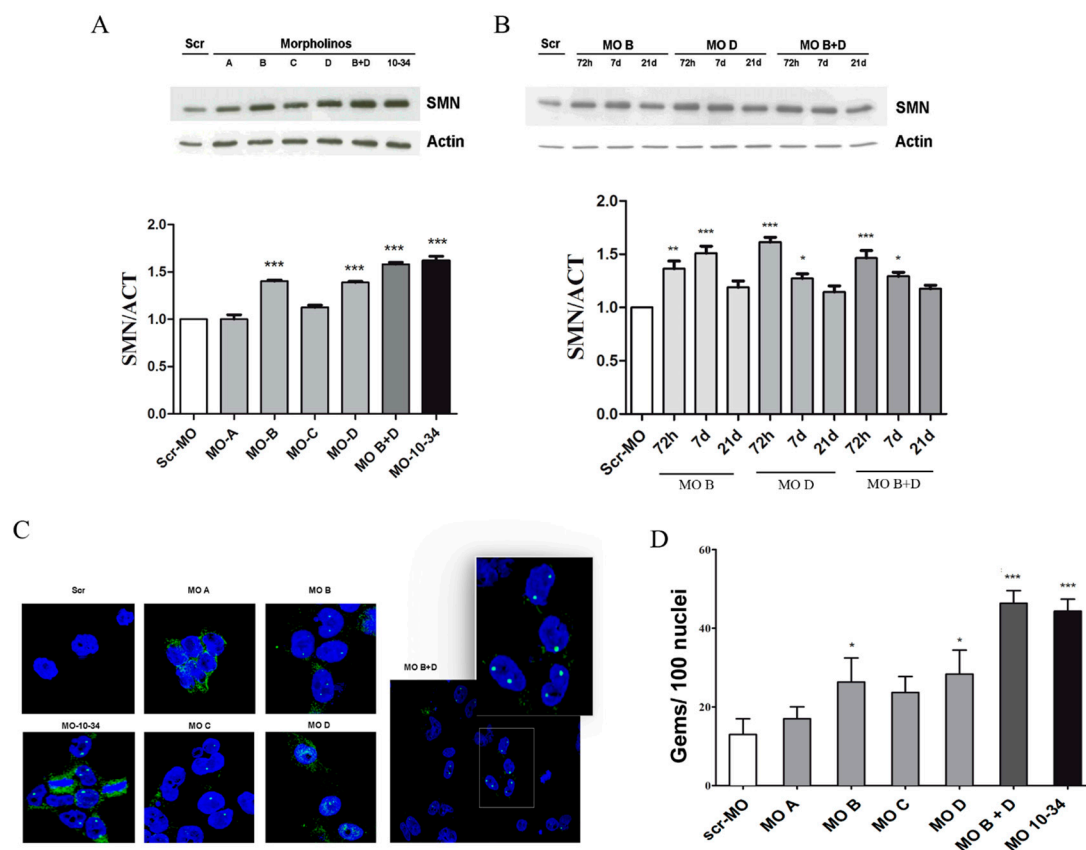 A
Scr Morpholinos
A B C D B+D 10-34
SMN
Actin
SMN/ACT
2.0
1.5
1.0
0.5
0.0
*** *** *** ***
Scr-MO MO-A MO-B MO-C MO-D MO B+D MO-10-34
B
Scr MO B MO D MO B+D
72h 7d 21d 72h 7d 21d 72h 7d 21d
SMN
Actin
SMN/ACT
2.0
1.5
1.0
0.5
0.0
** *** *** * *** *
Scr-MO 72h 7d 21d 72h 7d 21d 72h 7d 21d
MO B MO D MO B+D
C
Scr MO A MO B
MO B+D
MO-10-34 MO C MO D
D
Gems/ 100 nuclei
60
40
20
0
* * *** ***
scr-MO MO A MO B MO C MO D MO B + D MO 10-34